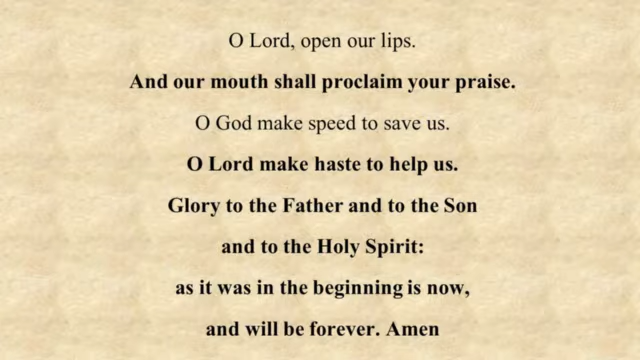 O Lord, open our lips.
And our mouth shall proclaim your praise.
O God make speed to save us.
O Lord make haste to help us.
Glory to the Father and to the Son
and to the Holy Spirit:
as it was in the beginning is now,
and will be forever. Amen